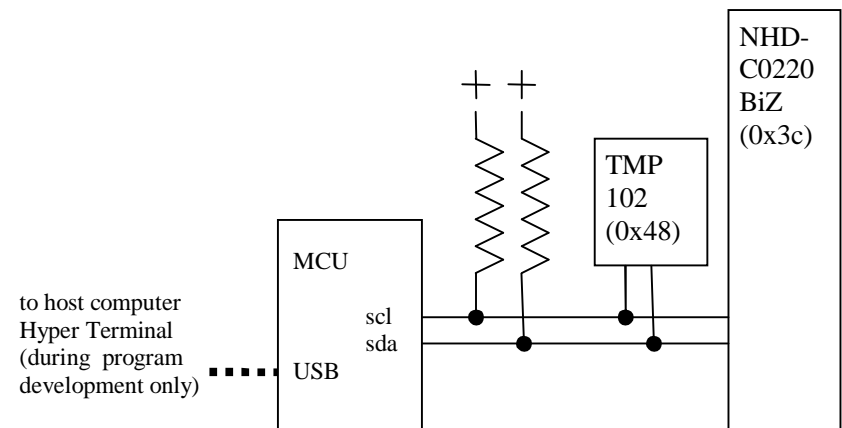 NHD-
C0220
BiZ
(0x3c)
TMP
102
(0x48)
MCU
scl
sda
USB
to host computer
Hyper Terminal
(during program
development only)